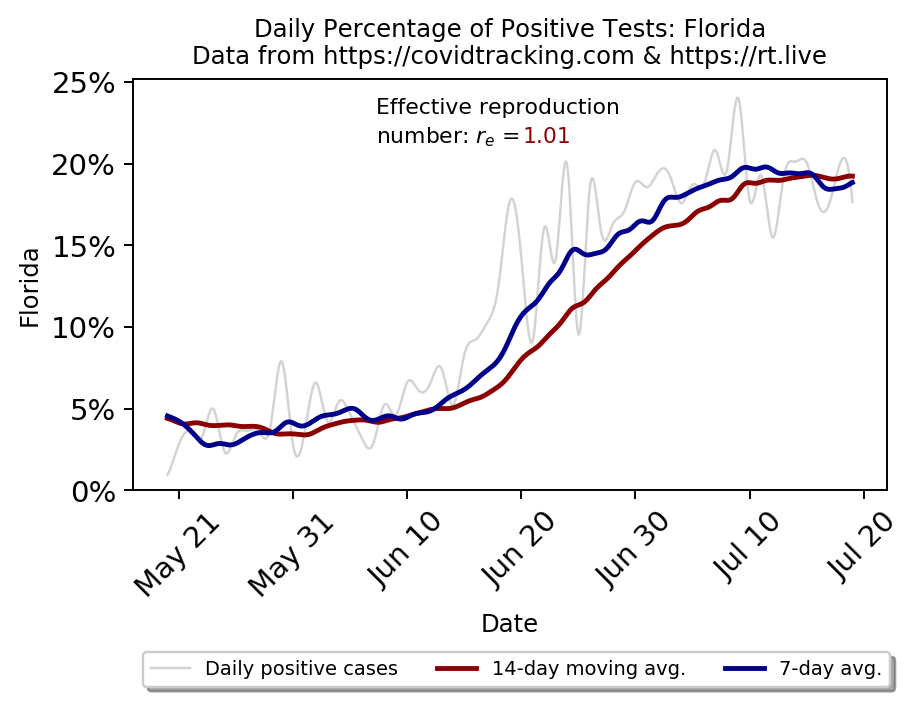 Daily Percentage of Positive Tests: Florida
Data from https://covidtracking.com & https://rt.live
Effective reproduction
number: rₑ =1.01
25%
20%
15%
10%
5%
0%
Florida
May 21
May 31
Jun 10
Jun 20
Jun 30
Jul 10
Jul 20
Date
Daily positive cases
14-day moving avg.
7-day avg.